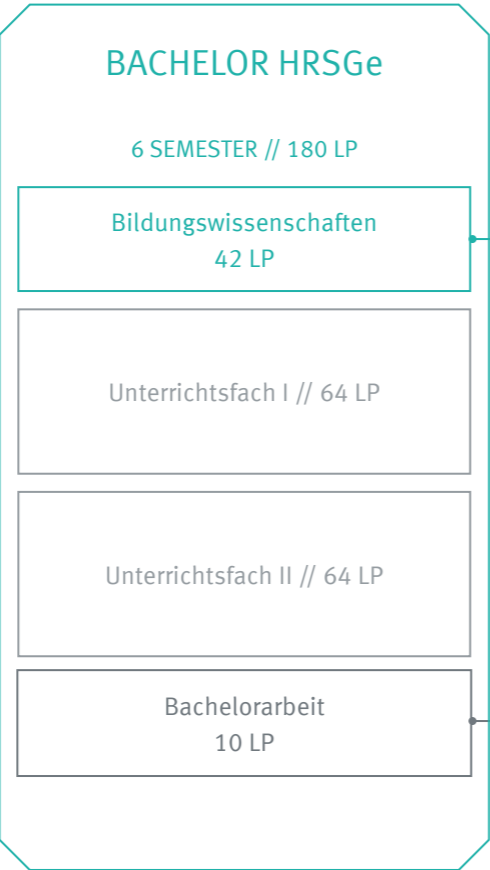 BACHELOR HRSGe
6 SEMESTER // 180 LP
Bildungswissenschaften
42 LP
Unterrichtsfach I // 64 LP
Unterrichtsfach II // 64 LP
Bachelorarbeit
10 LP